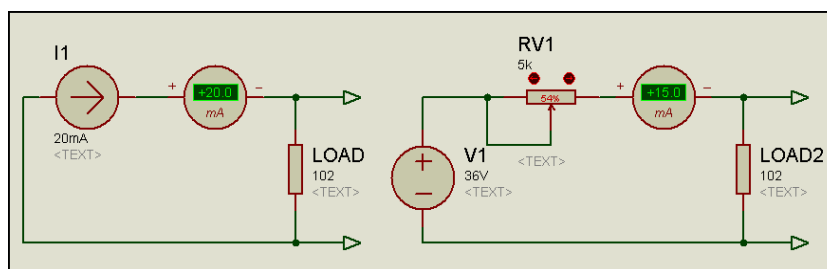 I1
+20.0
mA
20mA
<TEXT>
LOAD
102
<TEXT>
RV1
5k
54%
<TEXT>
+15.0
mA
V1
36V
<TEXT>
LOAD2
102
<TEXT>